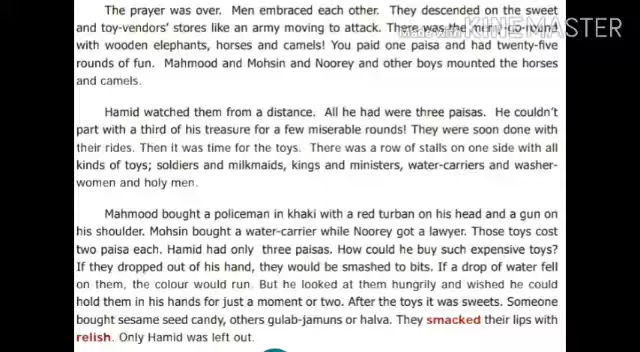 The prayer was over. Men embraced each other. They descended on the sweet
and toy-vendors' stores like an army moving to attack. There was the merry-go-round
Made with KINEMASTER
with wooden elephants, horses and camels! You paid one paisa and had twenty-five
rounds of fun. Mahmood and Mohsin and Noorey and other boys mounted the horses
and camels.
Hamid watched them from a distance. All he had were three paisas. He couldn't
part with a third of his treasure for a few miserable rounds! They were soon done with
their rides. Then it was time for the toys. There was a row of stalls on one side with all
kinds of toys; soldiers and milkmaids, kings and ministers, water-carriers and washer-
women and holy men.
Mahmood bought a policeman in khaki with a red turban on his head and a gun on
his shoulder. Mohsin bought a water-carrier while Noorey got a lawyer. Those toys cost
two paisa each. Hamid had only three paisas. How could he buy such expensive toys?
If they dropped out of his hand, they would be smashed to bits. If a drop of water fell
on them, the colour would run. But he looked at them hungrily and wished he could
hold them in his hands for just a moment or two. After the toys it was sweets. Someone
bought sesame seed candy, others gulab-jamuns or halva. They smacked their lips with
relish. Only Hamid was left out.